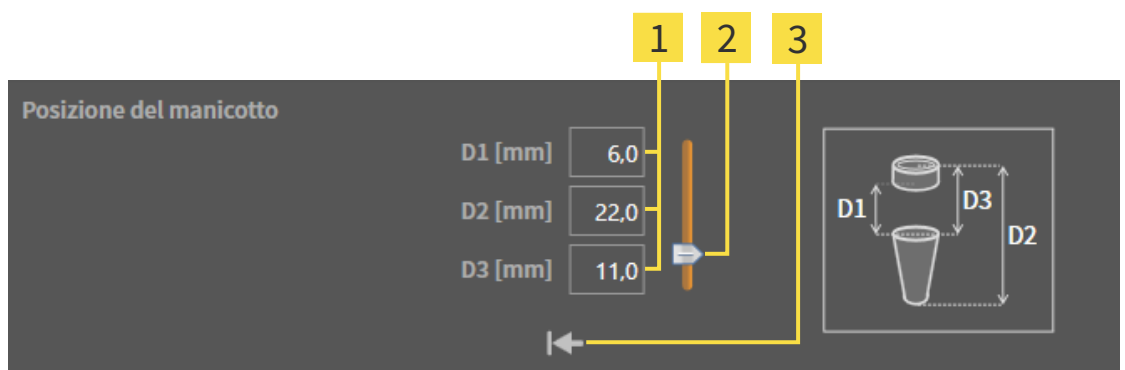 1 2 3
Posizione del manicotto
D1 [mm] 6,0
D2 [mm] 22,0
D3 [mm] 11,0
D1 D3
D2